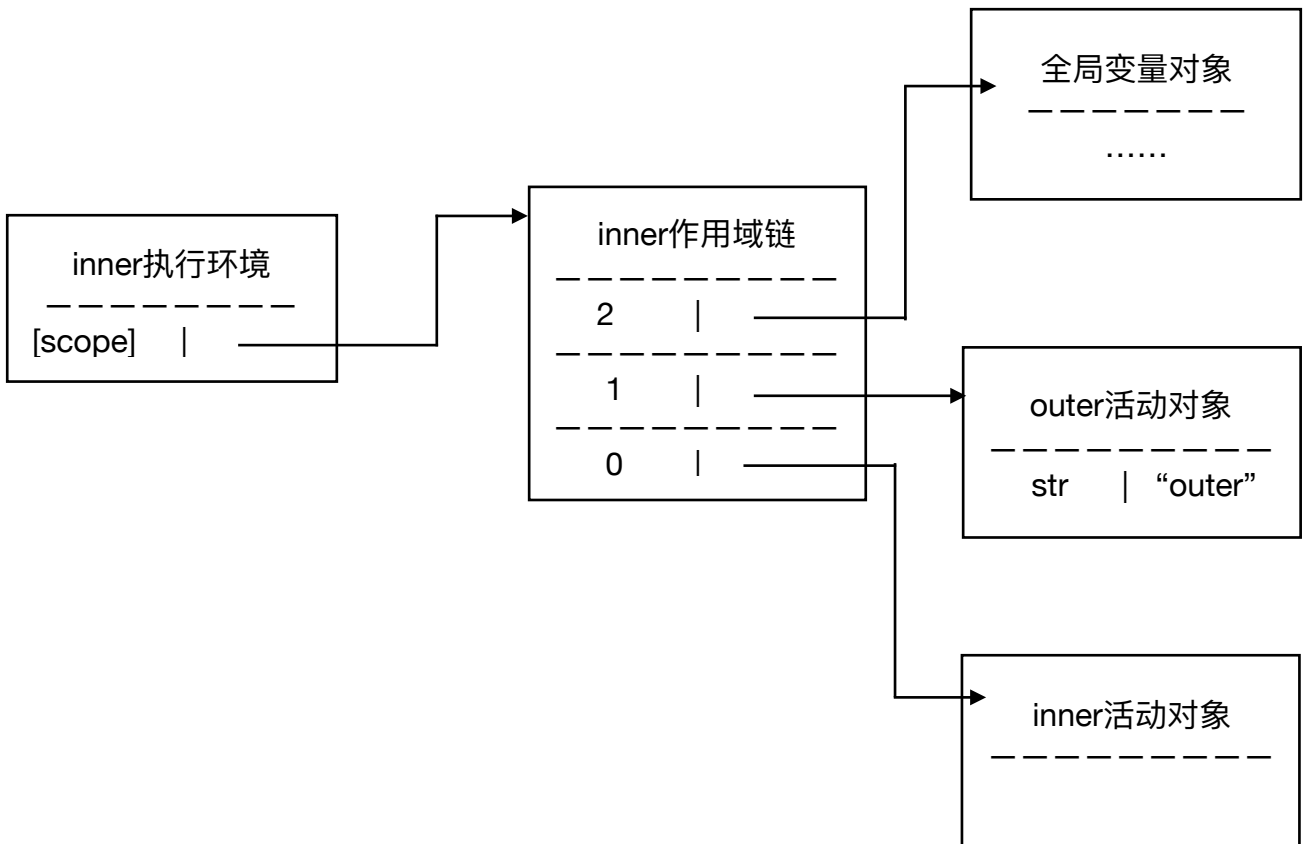 inner执行环境
[scope] |
inner作用域链
2 |
1 |
0 |
全局变量对象
……
outer活动对象
str | “outer”
inner活动对象